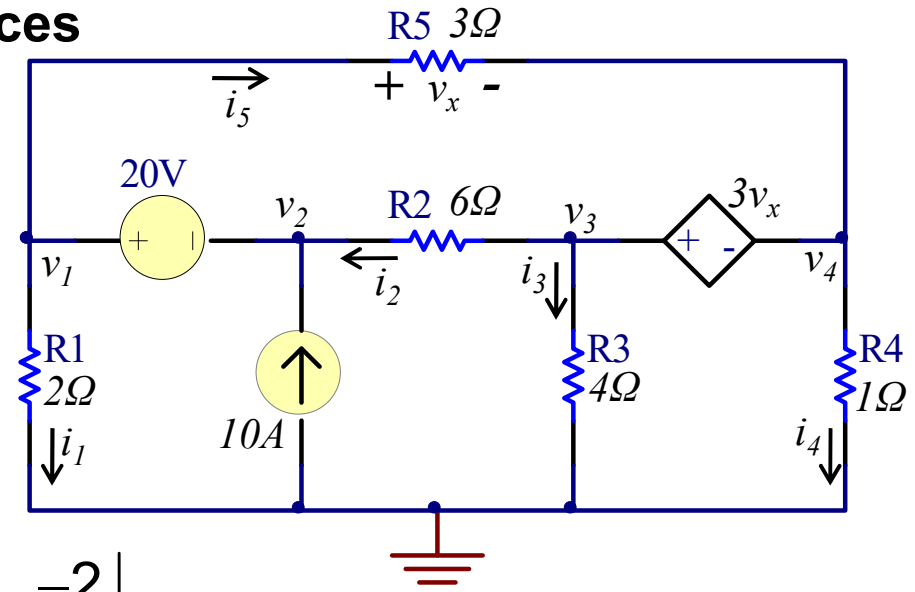 ces
R5 3Ω
+ vₓ -
i₅
20V
+ -
v₂
R2 6Ω
v₃
3vₓ
+ -
v₁
i₂
i₃
v₄
R1
2Ω
R3
4Ω
R4
1Ω
10A
i₁
i₄
−2|